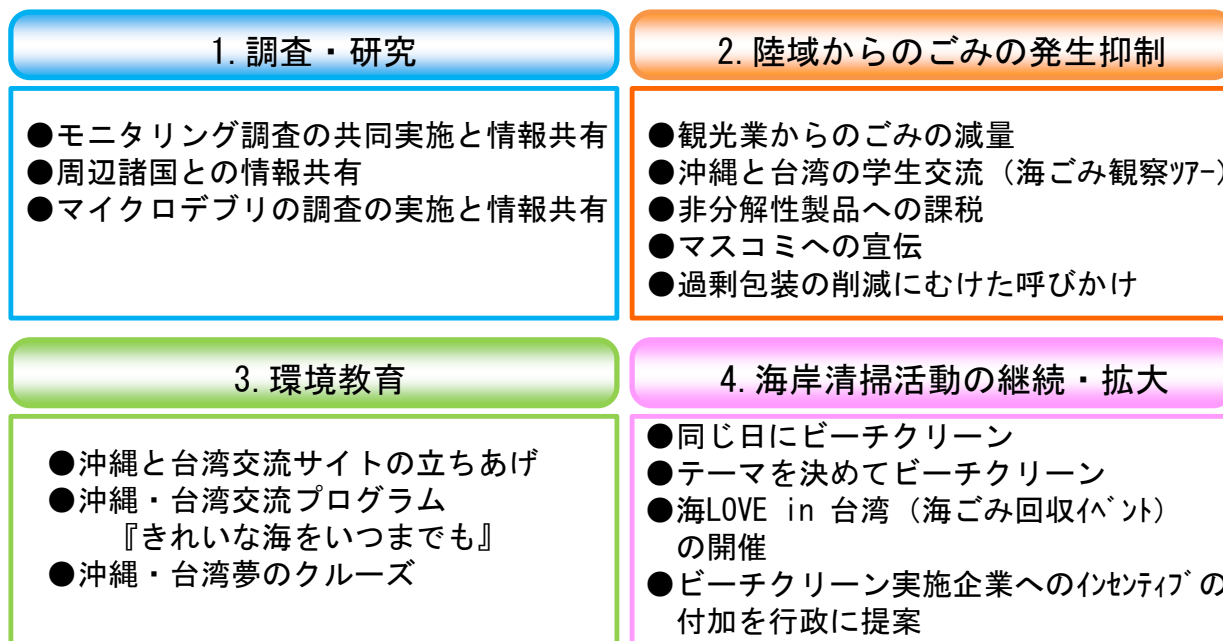 1.調査・研究
●モニタリング調査の共同実施と情報共有
●周辺諸国との情報共有
●マイクロデブリの調査の実施と情報共有
2.陸域からのごみの発生抑制
●観光業からのごみの減量
●沖縄と台湾の学生交流（海ごみ観察ﾂｱｰ）
●非分解性製品への課税
●マスコミへの宣伝
●過剰包装の削減にむけた呼びかけ
3.環境教育
●沖縄と台湾交流サイトの立ちあげ
●沖縄・台湾交流プログラム
『きれいな海をいつまでも』
●沖縄・台湾夢のクルーズ
4.海岸清掃活動の継続・拡大
●同じ日にビーチクリーン
●テーマを決めてビーチクリーン
●海LOVE in 台湾（海ごみ回収ｲﾍﾞﾝﾄ）
の開催
●ビーチクリーン実施企業へのｲﾝｾﾝﾃｨﾌﾞの
付加を行政に提案